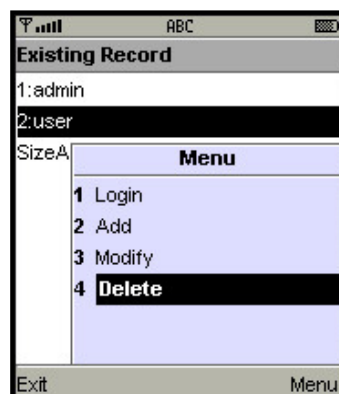 ABC
Existing Record
1:admin
2:user
SizeA
Menu
1 Login
2 Add
3 Modify
4 Delete
Exit Menu